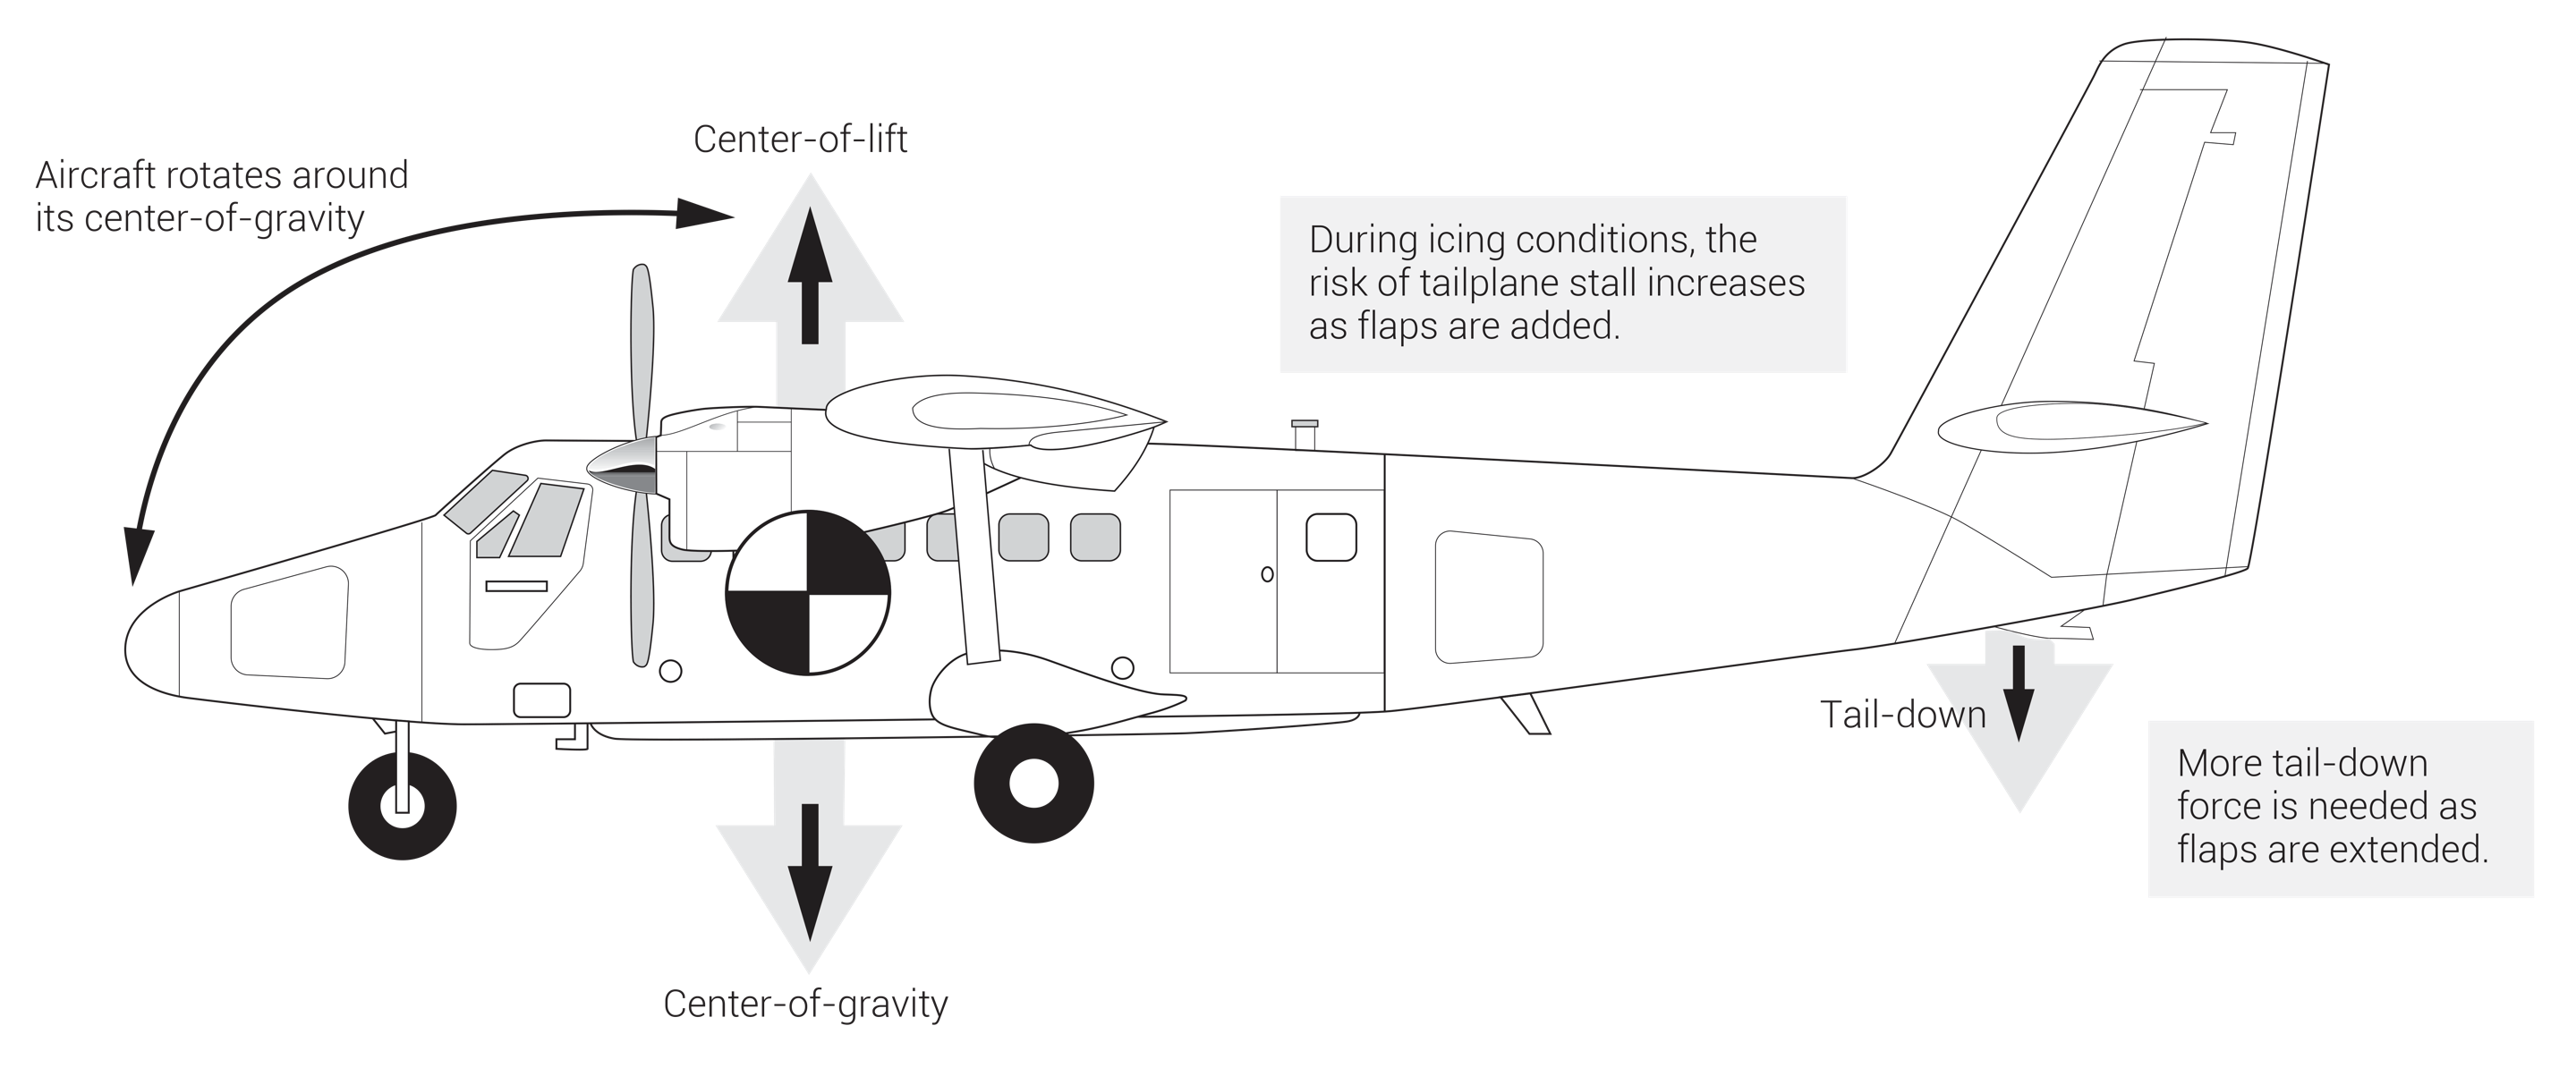 Aircraft rotates around
its center-of-gravity
Center-of-lift
During icing conditions, the
risk of tailplane stall increases
as flaps are added.
Tail-down
More tail-down
force is needed as
flaps are extended.
Center-of-gravity